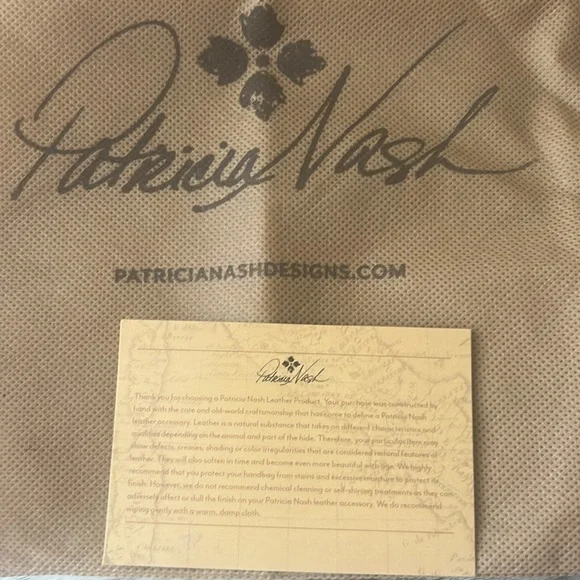 Patricia Nash
PATRICIANASHDESIGNS.COM
Patricia Nash
Thank you for choosing a Patricia Nash Leather Product. Your purchase was constructed by
hand with the care and old-world craftsmanship that has come to define a Patricia Nash
leather accessory. Leather is a natural substance that takes on different characteristics and
qualities depending on the animal and part of the hide. Therefore, your particular item may
show defects, creases, shading or color irregularities that are considered natural features of
leather. They will also soften in time and become even more beautiful with age. We highly
recommend that you protect your handbag from stains and excessive moisture to protect its
finish. However, we do not recommend chemical cleaning or self-shining treatments as they can
adversely affect or dull the finish on your Patricia Nash leather accessory. We do recommend
wiping gently with a warm, damp cloth.